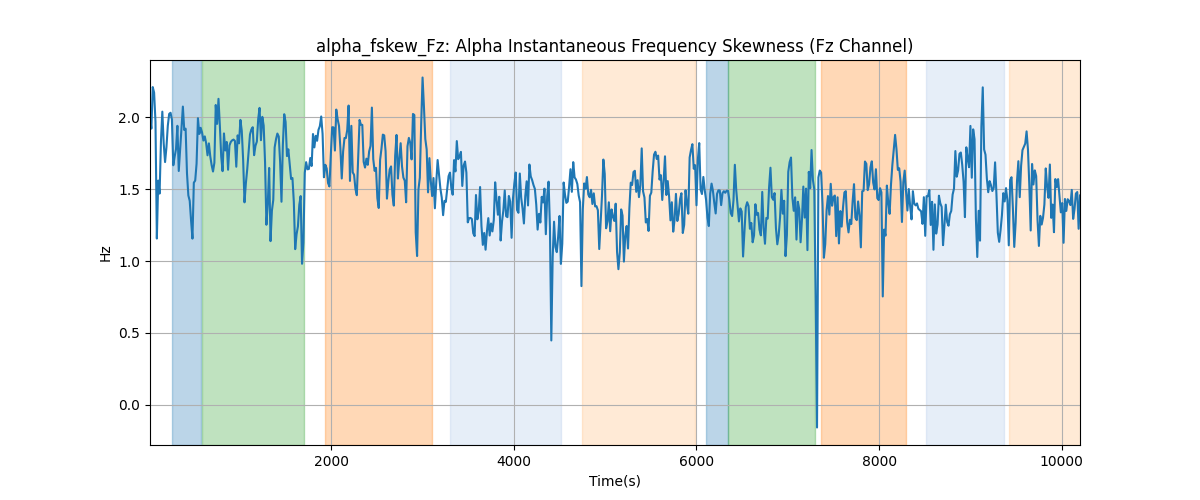 alpha_fskew_Fz: Alpha Instantaneous Frequency Skewness (Fz Channel)
2.0
1.5
1.0
0.5
0.0
Hz
2000 4000 6000 8000 10000
Time(s)